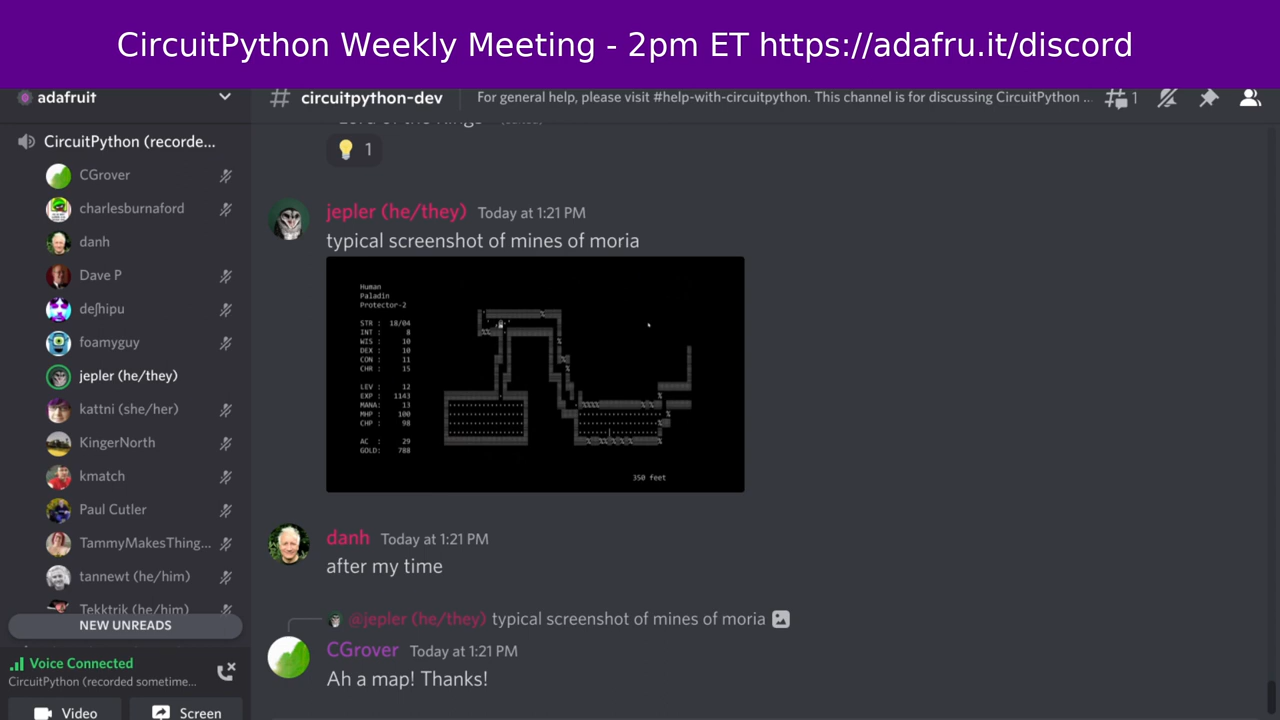 CircuitPython Weekly Meeting - 2pm ET https://adafru.it/discord
adafruit
# circuitpython-dev
For general help, please visit #help-with-circuitpython. This channel is for discussing CircuitPython ...
1
CircuitPython (recorde...
CGrover
charlesburnaford
danh
Dave P
deʃhipu
foamyguy
jepler (he/they)
kattni (she/her)
KingerNorth
kmatch
Paul Cutler
TammyMakesThing...
tannewt (he/him)
Tekktrik (he/him)
NEW UNREADS
Voice Connected
CircuitPython (recorded sometime...
Video
Screen
Lord of the Rings
1
jepler (he/they) Today at 1:21 PM
typical screenshot of mines of moria
Human
Paladin
Protector-2
STR : 18/04
INT : 8
WIS : 10
DEX : 10
CON : 11
CHR : 15
LEV : 12
EXP : 1143
MANA: 13
MHP : 100
CHP : 98
AC : 29
GOLD: 788
350 feet
danh Today at 1:21 PM
after my time
@jepler (he/they) typical screenshot of mines of moria
CGrover Today at 1:21 PM
Ah a map! Thanks!